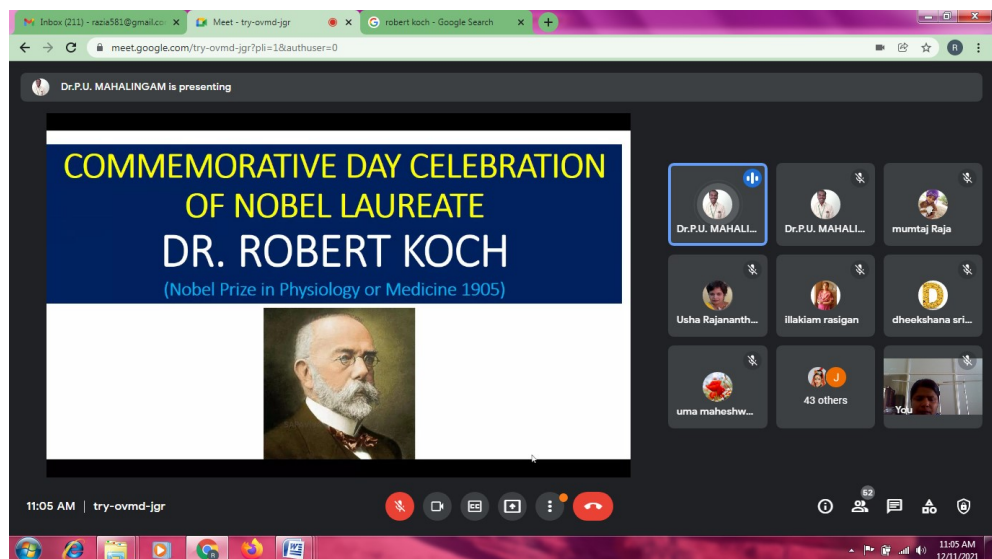 Inbox (211) - razia581@gmail.co
Meet - try-ovmd-jgr
robert koch - Google Search
meet.google.com/try-ovmd-jgr?pli=1&authuser=0
R
Dr.P.U. MAHALINGAM is presenting
COMMEMORATIVE DAY CELEBRATION
OF NOBEL LAUREATE
DR. ROBERT KOCH
(Nobel Prize in Physiology or Medicine 1905)
Dr.P.U. MAHALI...
Dr.P.U. MAHALI...
mumtaj Raja
Usha Rajananth...
illakiam rasigan
D
dheekshana sri...
uma maheshw...
J
43 others
You
11:05 AM | try-ovmd-jgr
CC
52
11:05 AM
12/11/2021